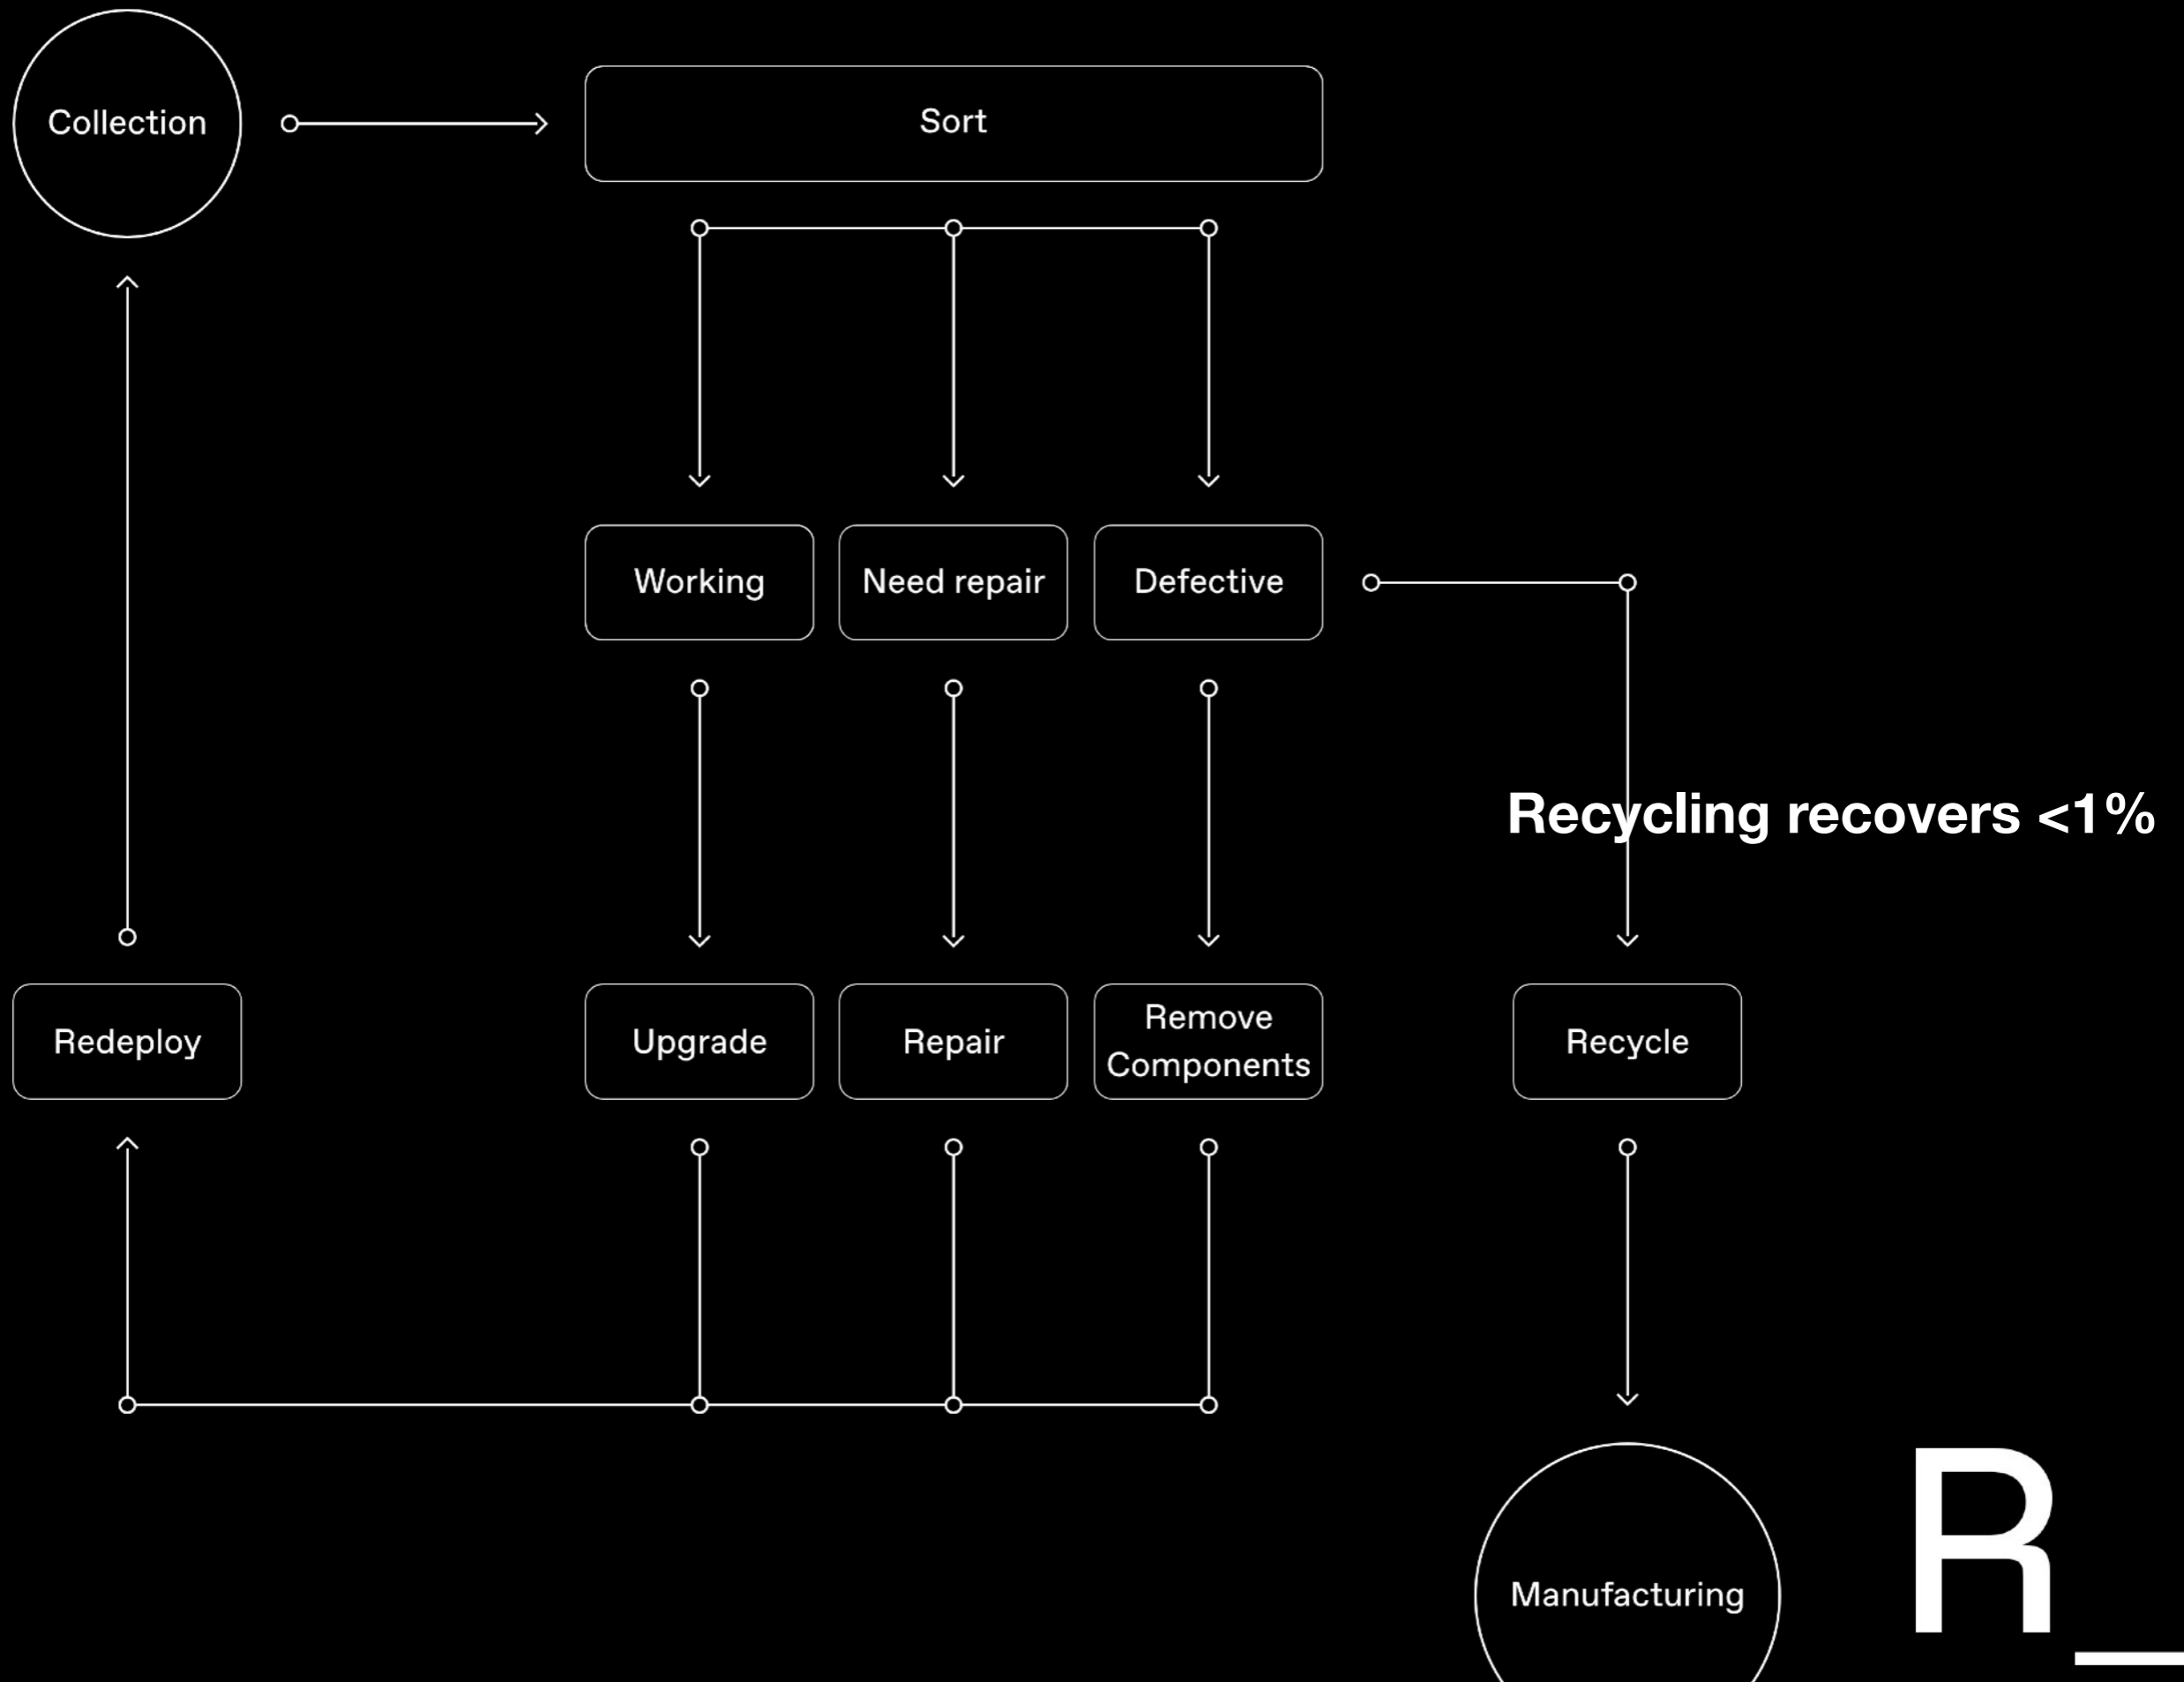 Collection
Sort
Working
Need repair
Defective
Recycling recovers <1%
Redeploy
Upgrade
Repair
Remove
Components
Recycle
Manufacturing
R_